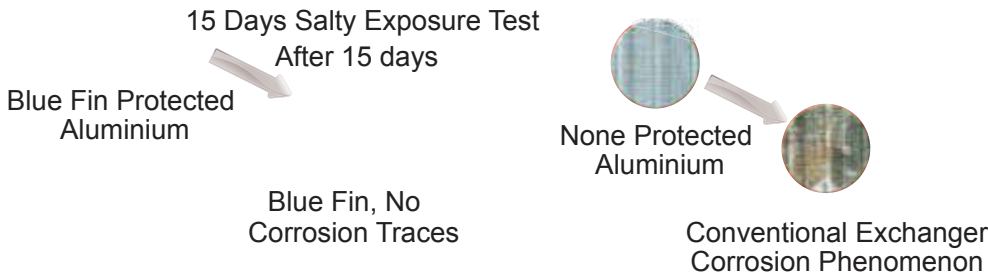 15 Days Salty Exposure Test
After 15 days
Blue Fin Protected
Aluminium
None Protected
Aluminium
Blue Fin, No
Corrosion Traces
Conventional Exchanger
Corrosion Phenomenon